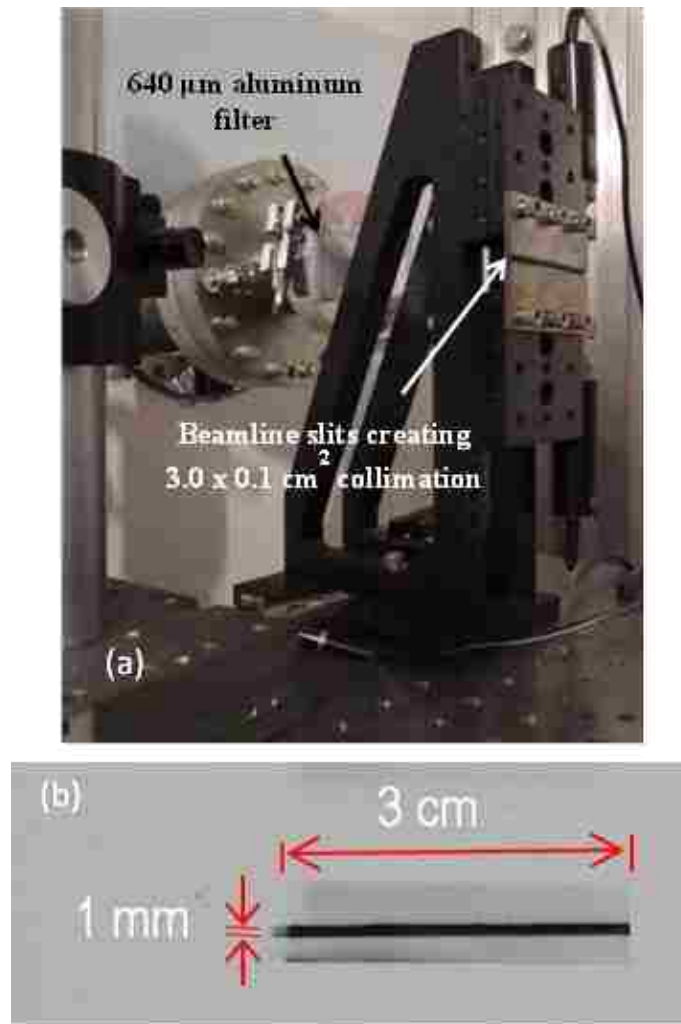 640 µm aluminum
filter
Beamline slits creating
3.0 x 0.1 cm² collimation
(a)
(b)
3 cm
1 mm